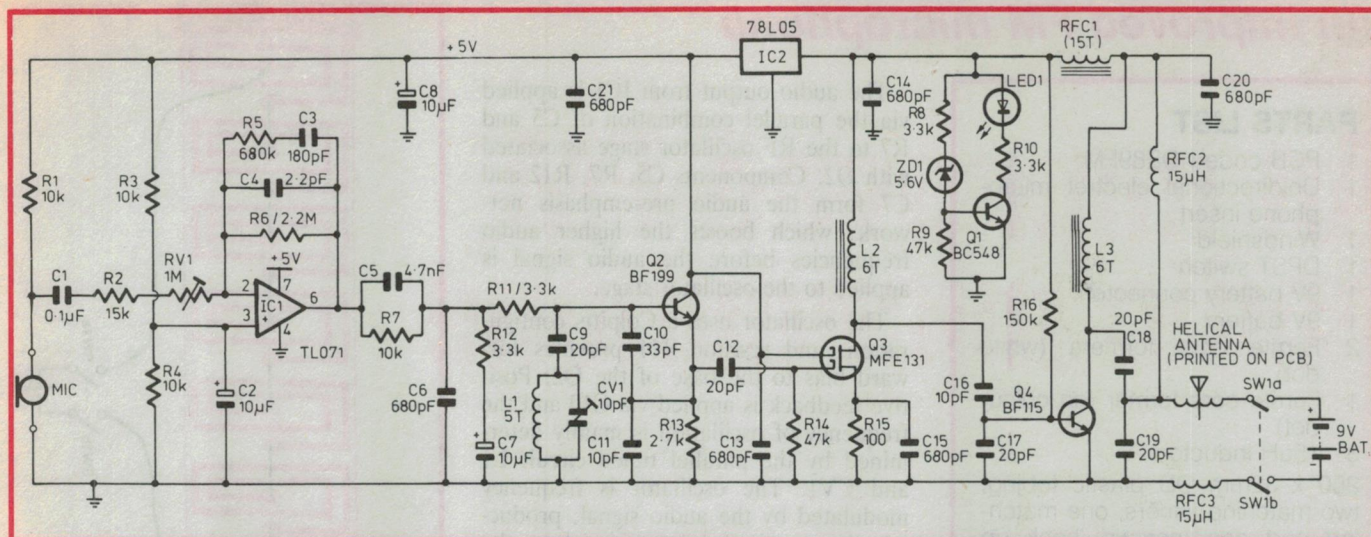 improved FM microphone
PARTS LIST
78L05
IC2
+5V
RFC1
(15T)
C8
10µF
C21
680pF
C14
680pF
R8
3·3k
LED1
C20
680pF
R5
680k
C3
180pF
C4 2·2pF
R6/2·2M
+5V
R1
10k
R3
10k
ZD1
5·6V
R10
3·3k
RFC2
15µH
C1
0·1µF
R2
15k
RV1
1M
2
7
IC1
6
3
4
TL071
C5
4·7nF
R7
10k
Q2
BF199
L2
6T
R9
47k
Q1
BC548
L3
6T
R11/3·3k
R12
3·3k
C9
20pF
C10
33pF
C12
20pF
Q3
MFE131
R16
150k
20pF
C18
HELICAL
ANTENNA
(PRINTED ON PCB)
SW1a
MIC
R4
10k
C2
10µF
C6
680pF
C7
10µF
L1
5T
CV1
10pF
C11
10pF
R13
2·7k
C13
680pF
R14
47k
R15
100
C15
680pF
C16
10pF
C17
20pF
Q4
BF115
C19
20pF
RFC3
15µH
SW1b
9V
BAT
audio output from
applied